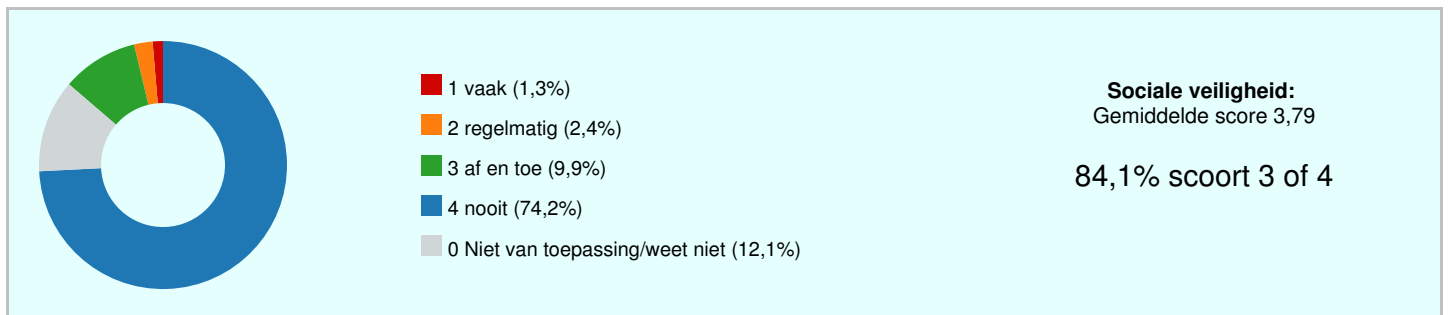 1 vaak (1,3%)
2 regelmatig (2,4%)
3 af en toe (9,9%)
4 nooit (74,2%)
0 Niet van toepassing/weet niet (12,1%)
Sociale veiligheid:
Gemiddelde score 3,79
84,1% scoort 3 of 4